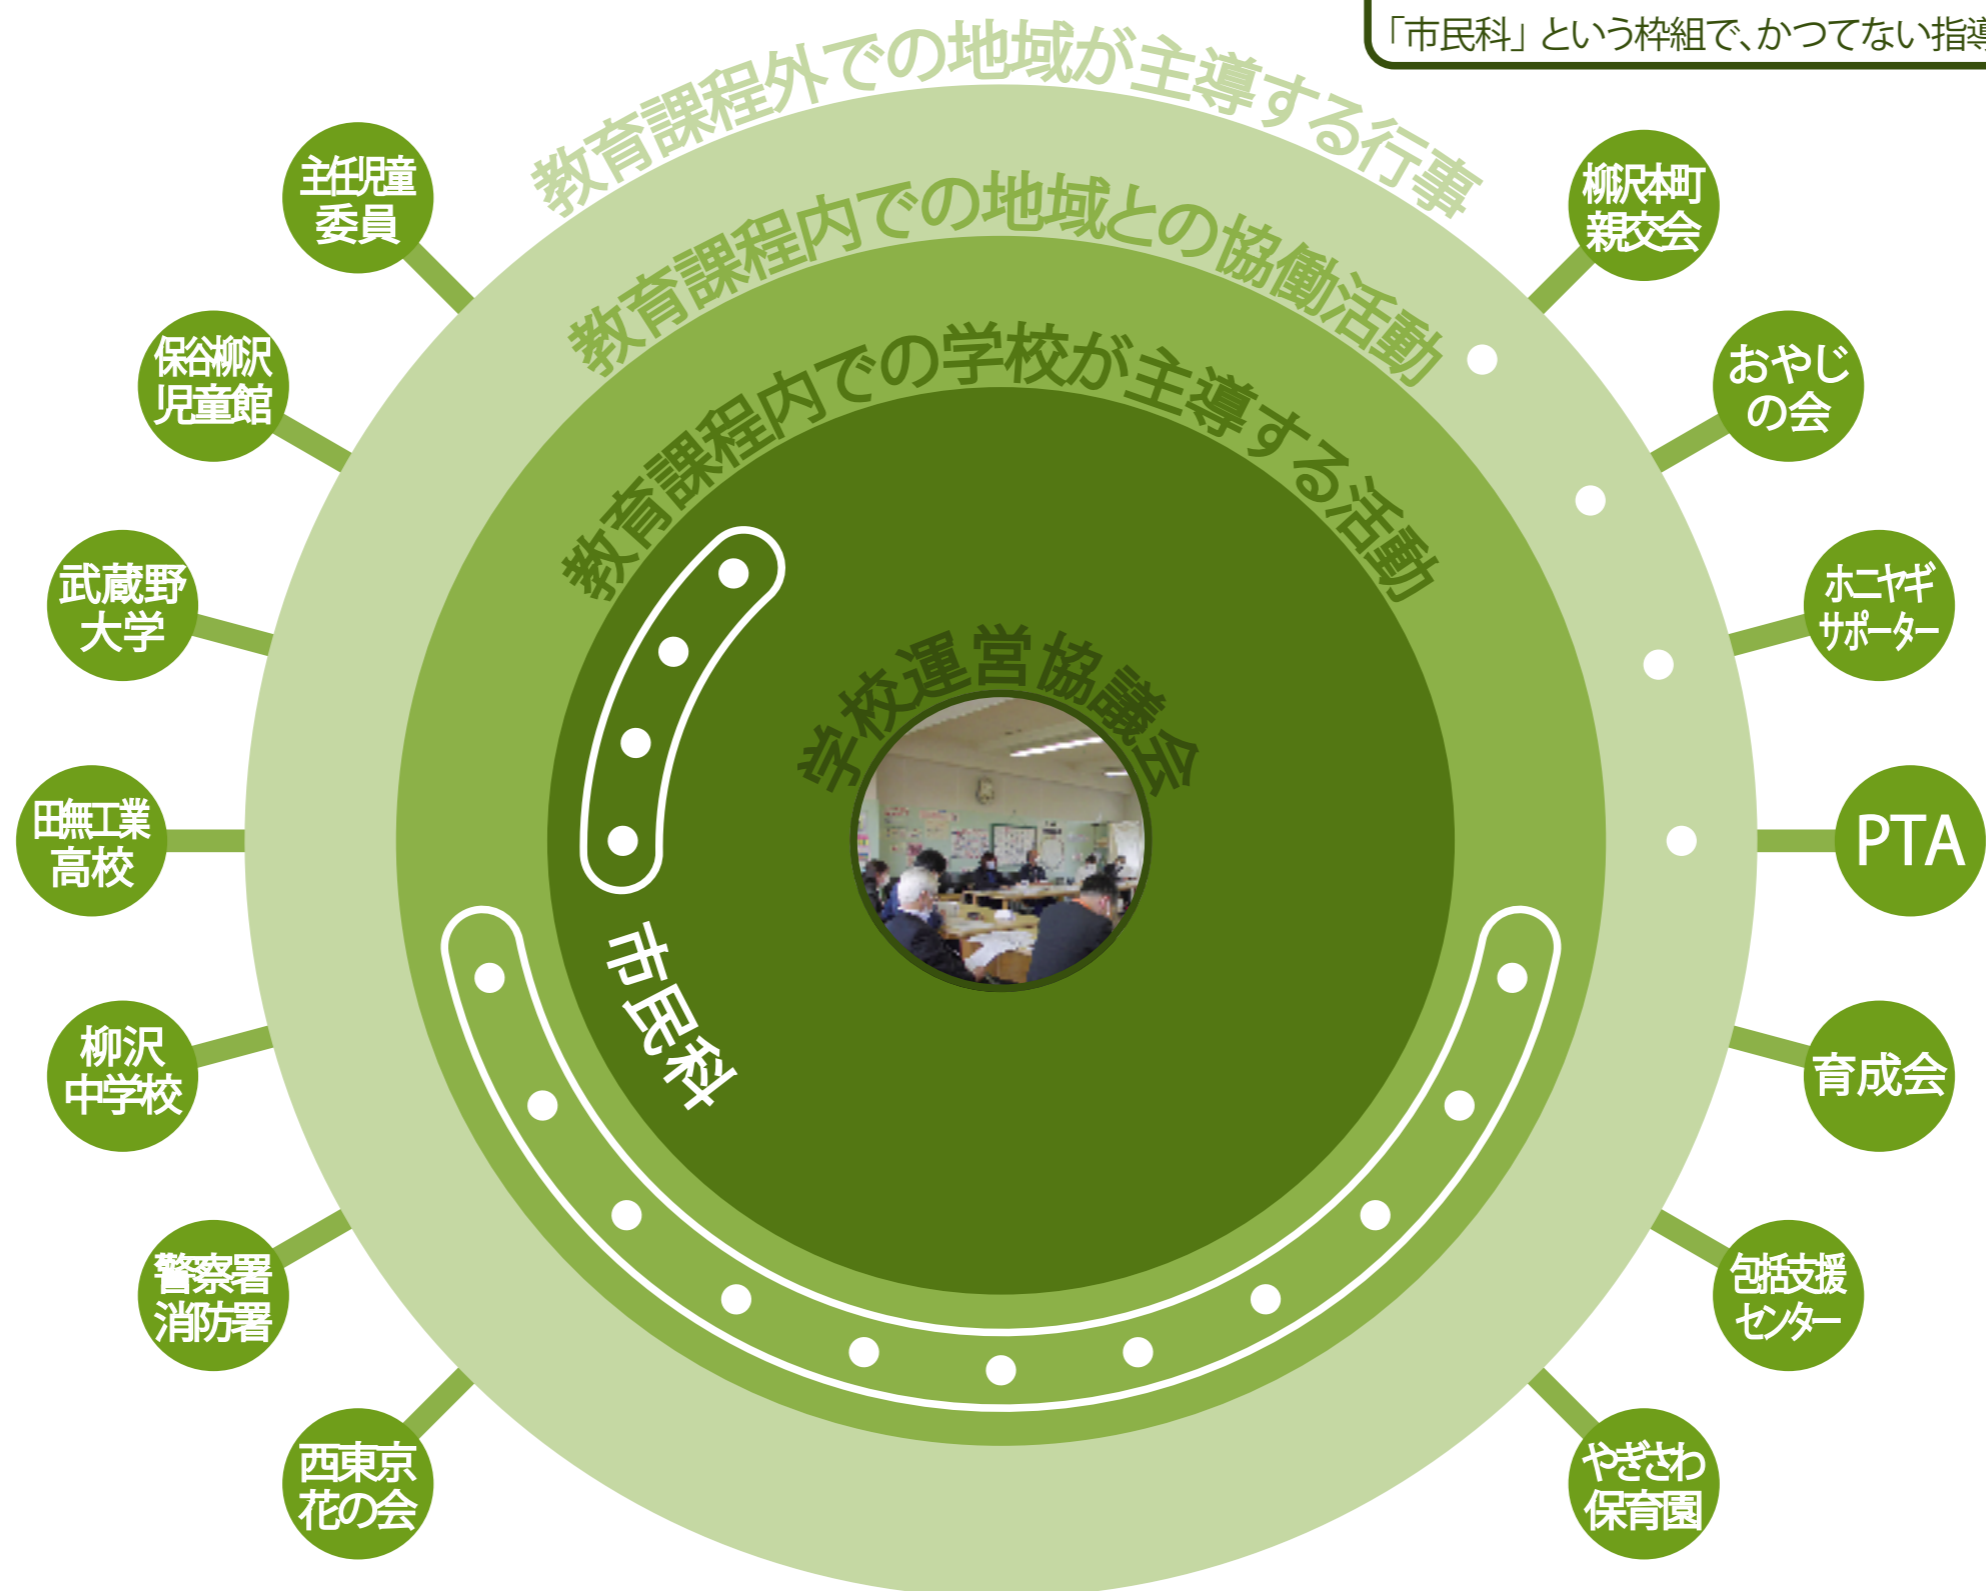 「市民科」という枠組で、かつてない指導
教育課程外での地域が主導する行事
教育課程内での地域との協働活動
教育課程内での学校が主導する活動
学校運営協議会
市民科
主任児童
委員
保谷柳沢
児童館
武蔵野
大学
田無工業
高校
柳沢
中学校
警察署
消防署
西東京
花の会
柳沢本町
親交会
おやじ
の会
ホニヤギ
サポーター
PTA
育成会
包括支援
センター
やぎさわ
保育園